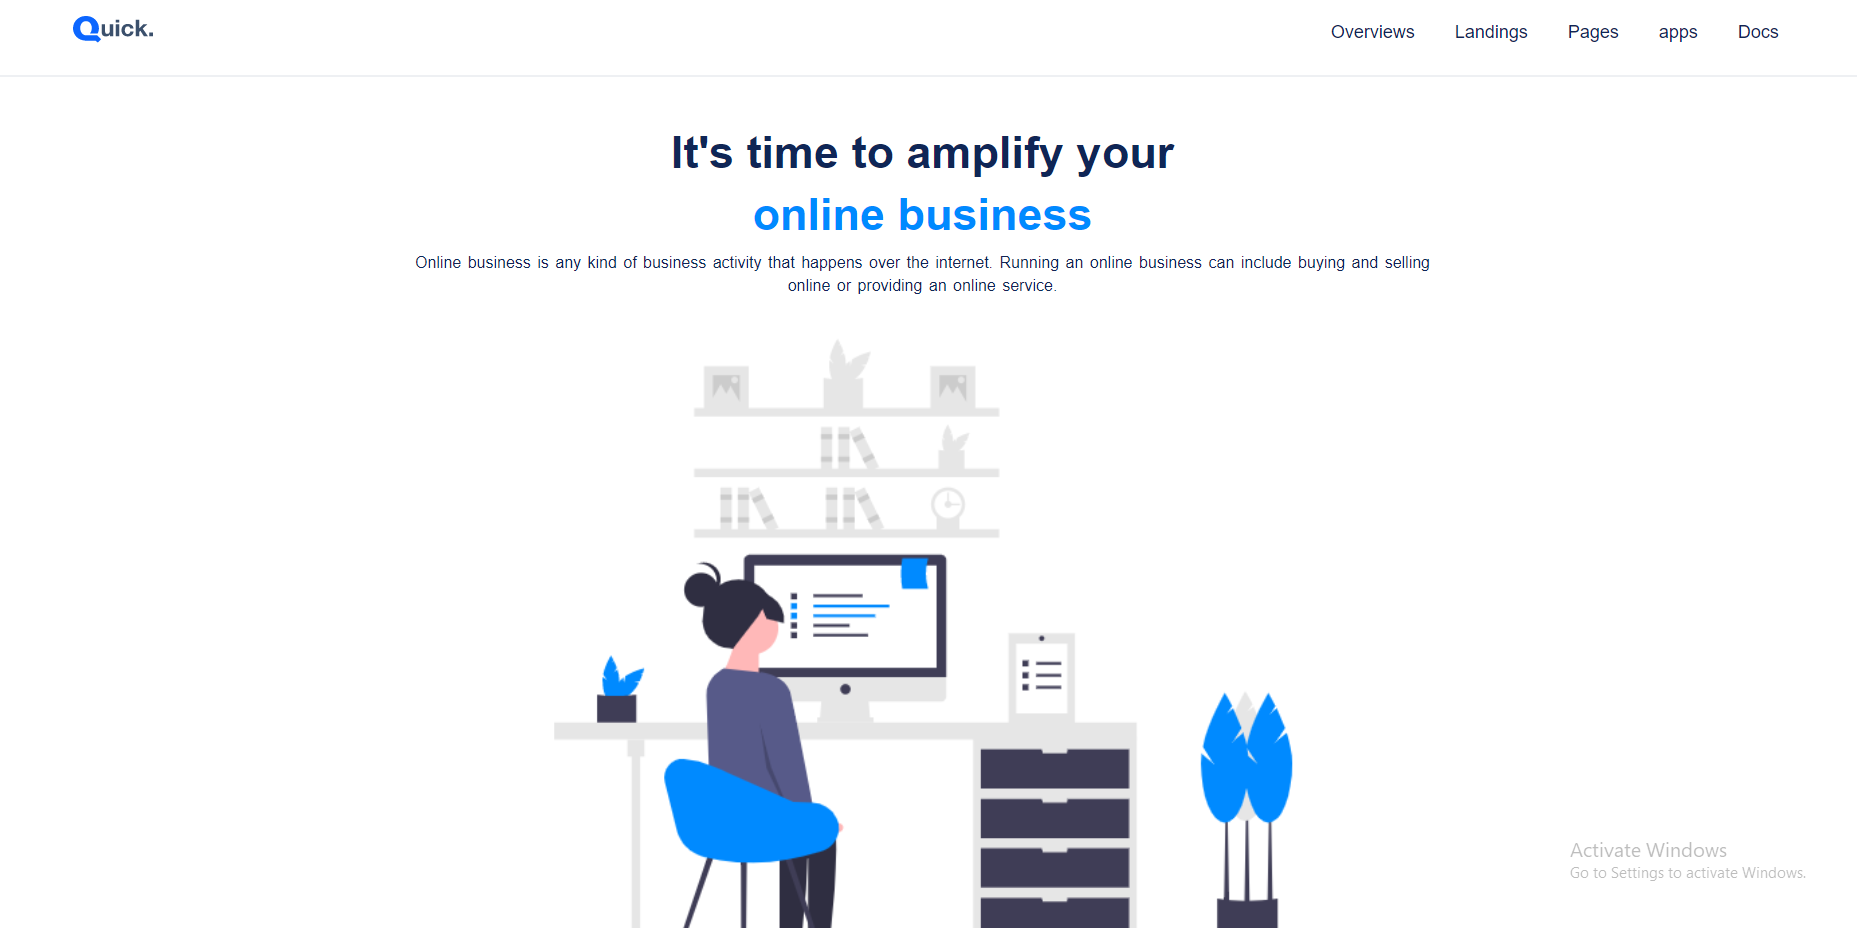 Quick.
Overviews
Landings
Pages
apps
Docs
It's time to amplify your
online business
Online business is any kind of business activity that happens over the internet. Running an online business can include buying and selling
online or providing an online service.
Activate Windows
Go to Settings to activate Windows.